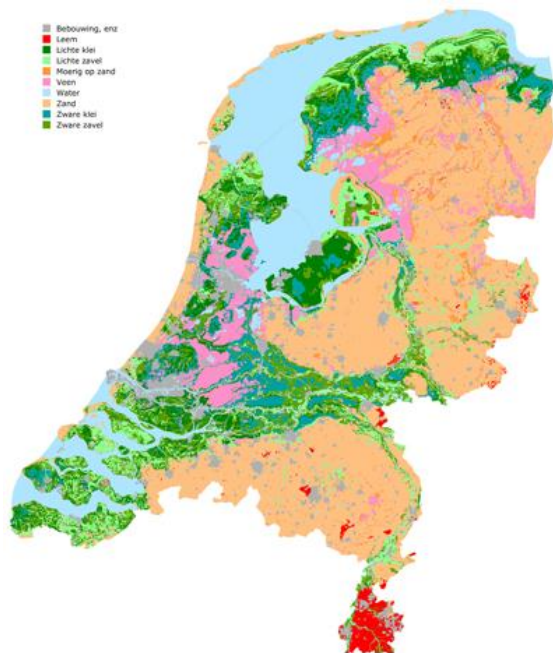 Bebouwing, enz
Leem
Lichte klei
Lichte zavel
Moerig op zand
Veen
Water
Zand
Zware klei
Zware zavel